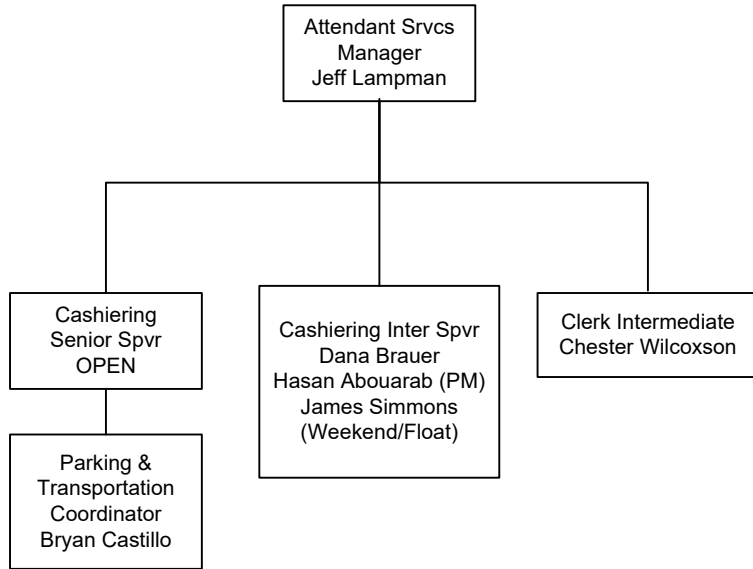 Attendant Srvcs
Manager
Jeff Lampman
Cashiering
Senior Spvr
OPEN
Cashiering Inter Spvr
Dana Brauer
Hasan Abouarab (PM)
James Simmons
(Weekend/Float)
Clerk Intermediate
Chester Wilcoxson
Parking &
Transportation
Coordinator
Bryan Castillo